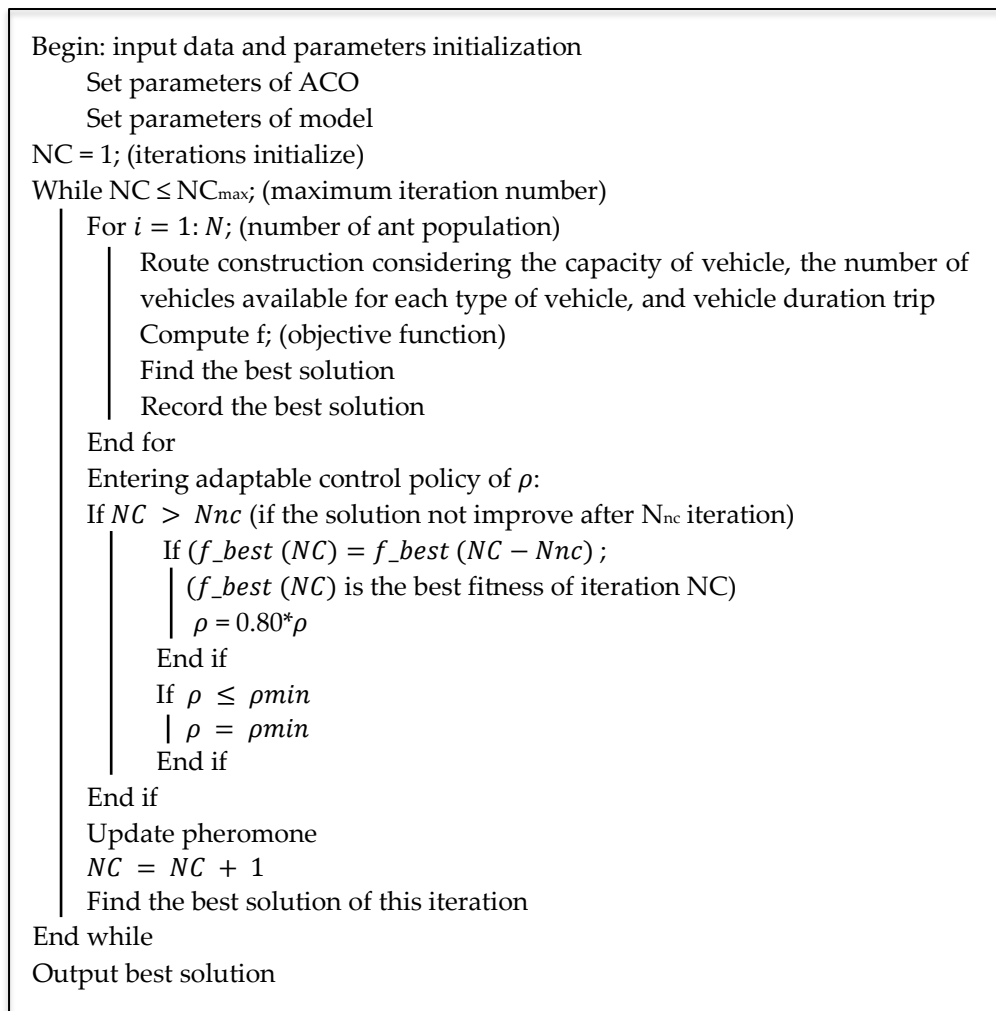 Begin: input data and parameters initialization
Set parameters of ACO
Set parameters of model
NC = 1; (iterations initialize)
While NC ≤ NCmax; (maximum iteration number)
For i = 1: N; (number of ant population)
Route construction considering the capacity of vehicle, the number of
vehicles available for each type of vehicle, and vehicle duration trip
Compute f; (objective function)
Find the best solution
Record the best solution
End for
Entering adaptable control policy of ρ:
If NC > Nnc (if the solution not improve after Nnc iteration)
If (f_best (NC) = f_best (NC − Nnc) ;
(f_best (NC) is the best fitness of iteration NC)
ρ = 0.80*ρ
End if
If ρ ≤ ρmin
ρ = ρmin
End if
End if
Update pheromone
NC = NC + 1
Find the best solution of this iteration
End while
Output best solution